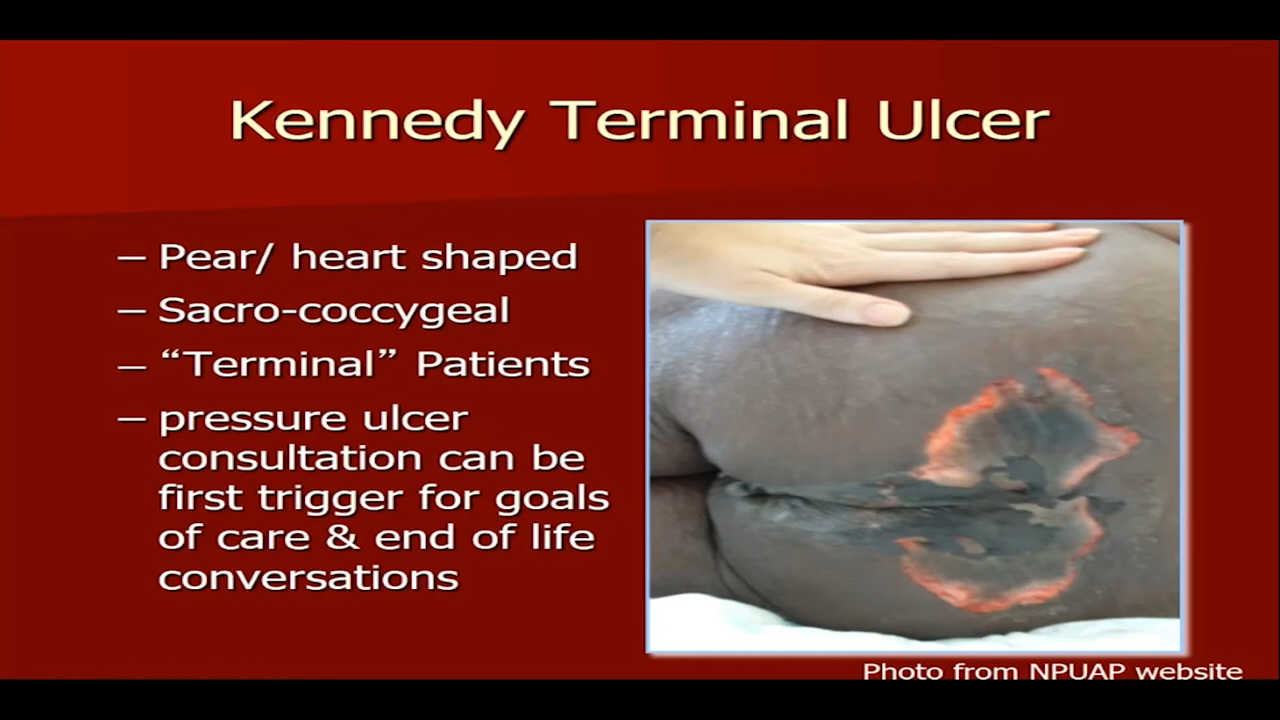 Kennedy Terminal Ulcer
– Pear/ heart shaped
– Sacro-coccygeal
– “Terminal” Patients
– pressure ulcer
consultation can be
first trigger for goals
of care & end of life
conversations
Photo from NPUAP website